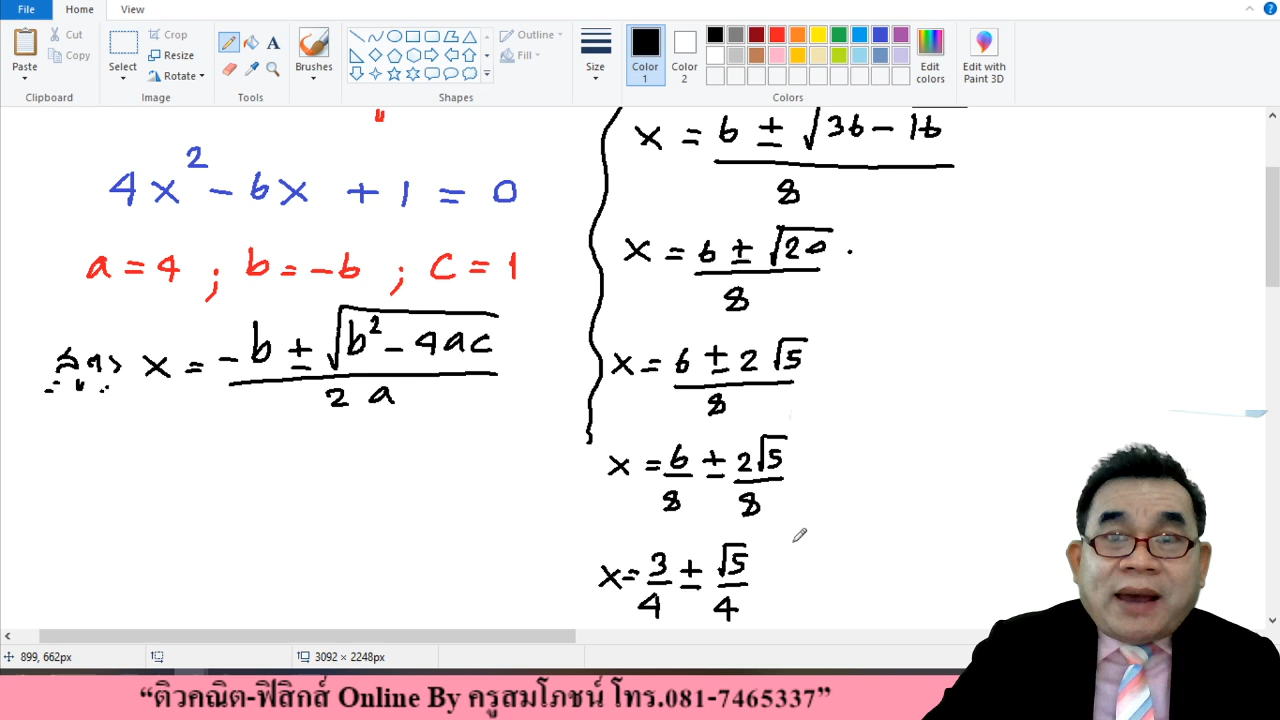 File Home View
Paste Cut Copy Clipboard
Select Crop Resize Rotate Image
Tools
Brushes
Outline Fill Shapes
Size
Color 1 Color 2 Edit colors Edit with Paint 3D Colors
4x² - 6x + 1 = 0
a = 4 ; b = -6 ; c = 1
สูตร x = -b ± √(b² - 4ac) / 2a
x = 6 ± √(36 - 16) / 8
x = 6 ± √20 / 8
x = 6 ± 2√5 / 8
x = 6/8 ± 2√5/8
x = 3/4 ± √5/4
899, 662px 3092 × 2248px
“ติวคณิต-ฟิสิกส์ Online By ครูสมโภชน์ โทร.081-7465337”